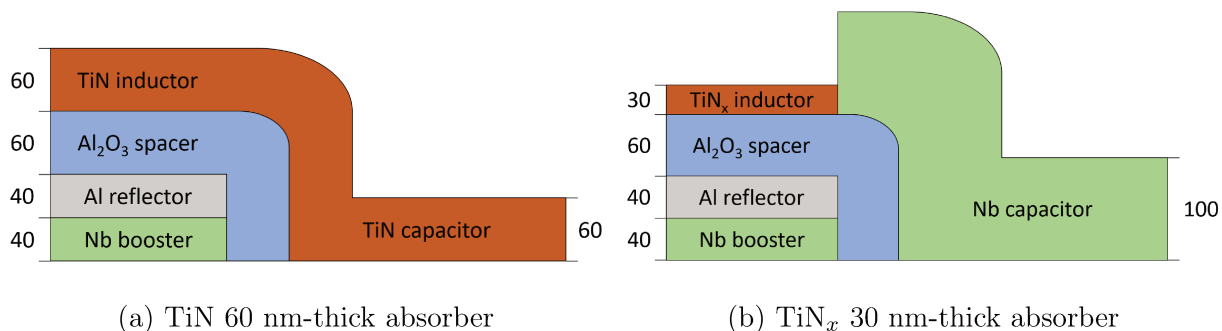 60
TiN inductor
60
Al₂O₃ spacer
40
Al reflector
40
Nb booster
TiN capacitor
60
(a) TiN 60 nm-thick absorber
30
TiNₓ inductor
60
Al₂O₃ spacer
40
Al reflector
40
Nb booster
Nb capacitor
100
(b) TiNₓ 30 nm-thick absorber